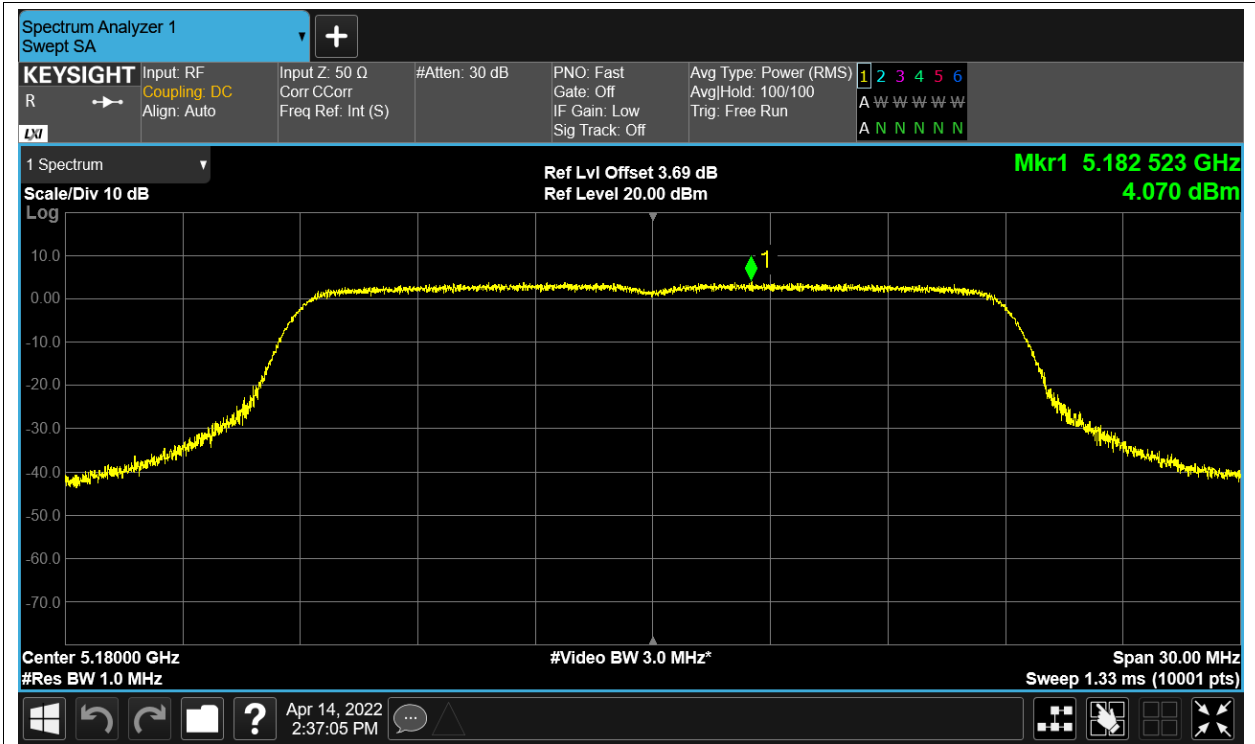 Spectrum Analyzer 1
Swept SA
KEYSIGHT
R
LXI
Input: RF
Coupling: DC
Align: Auto
Input Z: 50 Ω
Corr CCorr
Freq Ref: Int (S)
#Atten: 30 dB
PNO: Fast
Gate: Off
IF Gain: Low
Sig Track: Off
Avg Type: Power (RMS)
Avg|Hold: 100/100
Trig: Free Run
1 2 3 4 5 6
A W W W W W
A N N N N N
1 Spectrum
Scale/Div 10 dB
Log
Ref Lvl Offset 3.69 dB
Ref Level 20.00 dBm
Mkr1 5.182 523 GHz
4.070 dBm
1
10.0
0.00
-10.0
-20.0
-30.0
-40.0
-50.0
-60.0
-70.0
Center 5.18000 GHz
#Res BW 1.0 MHz
#Video BW 3.0 MHz*
Span 30.00 MHz
Sweep 1.33 ms (10001 pts)
?
Apr 14, 2022
2:37:05 PM